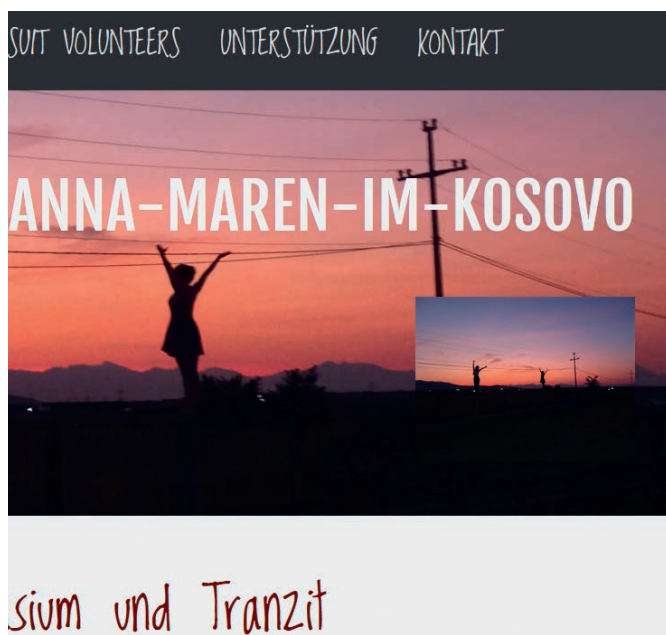 SUIT VOLUNTEERS UNTERSTÜTZUNG KONTAKT
ANNA-MAREN-IM-KOSOVO
sium und Tranzit